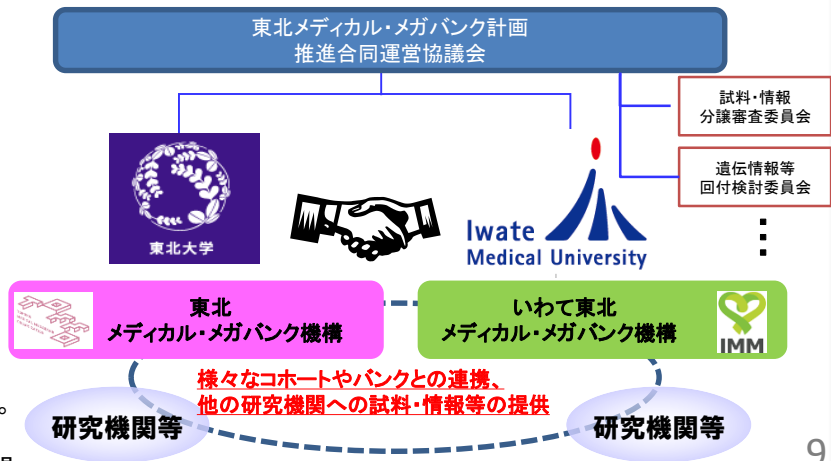 東北メディカル・メガバンク計画
推進合同運営協議会
試料・情報
分譲審査委員会
遺伝情報等
回付検討委員会
東北大学
Iwate
Medical University
東北
メディカル・メガバンク機構
いわて東北
メディカル・メガバンク機構
IMM
様々なコホートやバンクとの連携、
他の研究機関への試料・情報等の提供
。
研究機関等
研究機関等
9